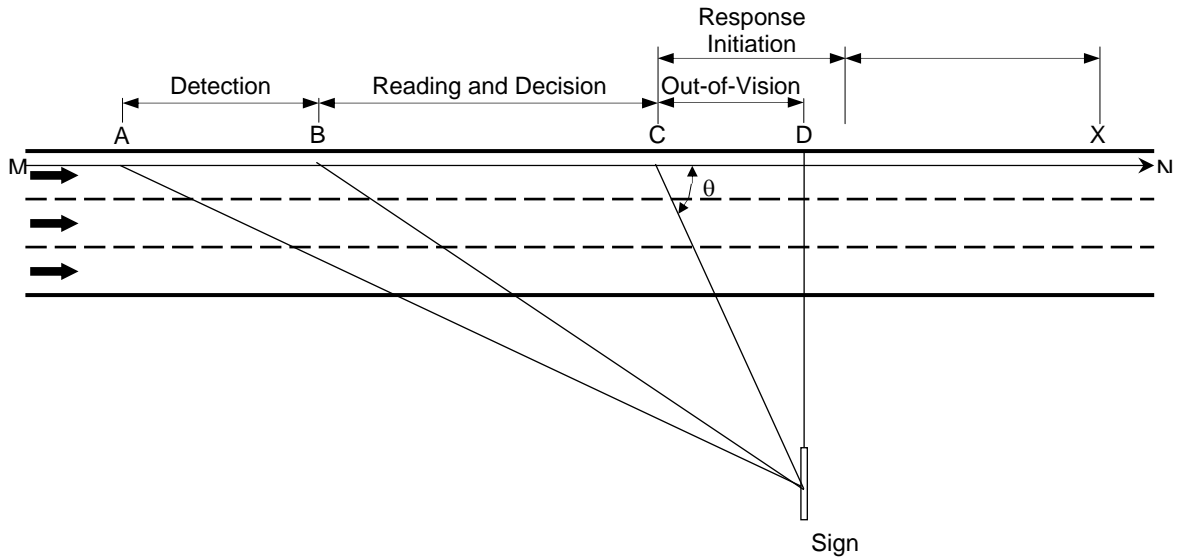 Response
Initiation
Detection
Reading and Decision
Out-of-Vision
A
B
C
D
X
M
N
θ
Sign